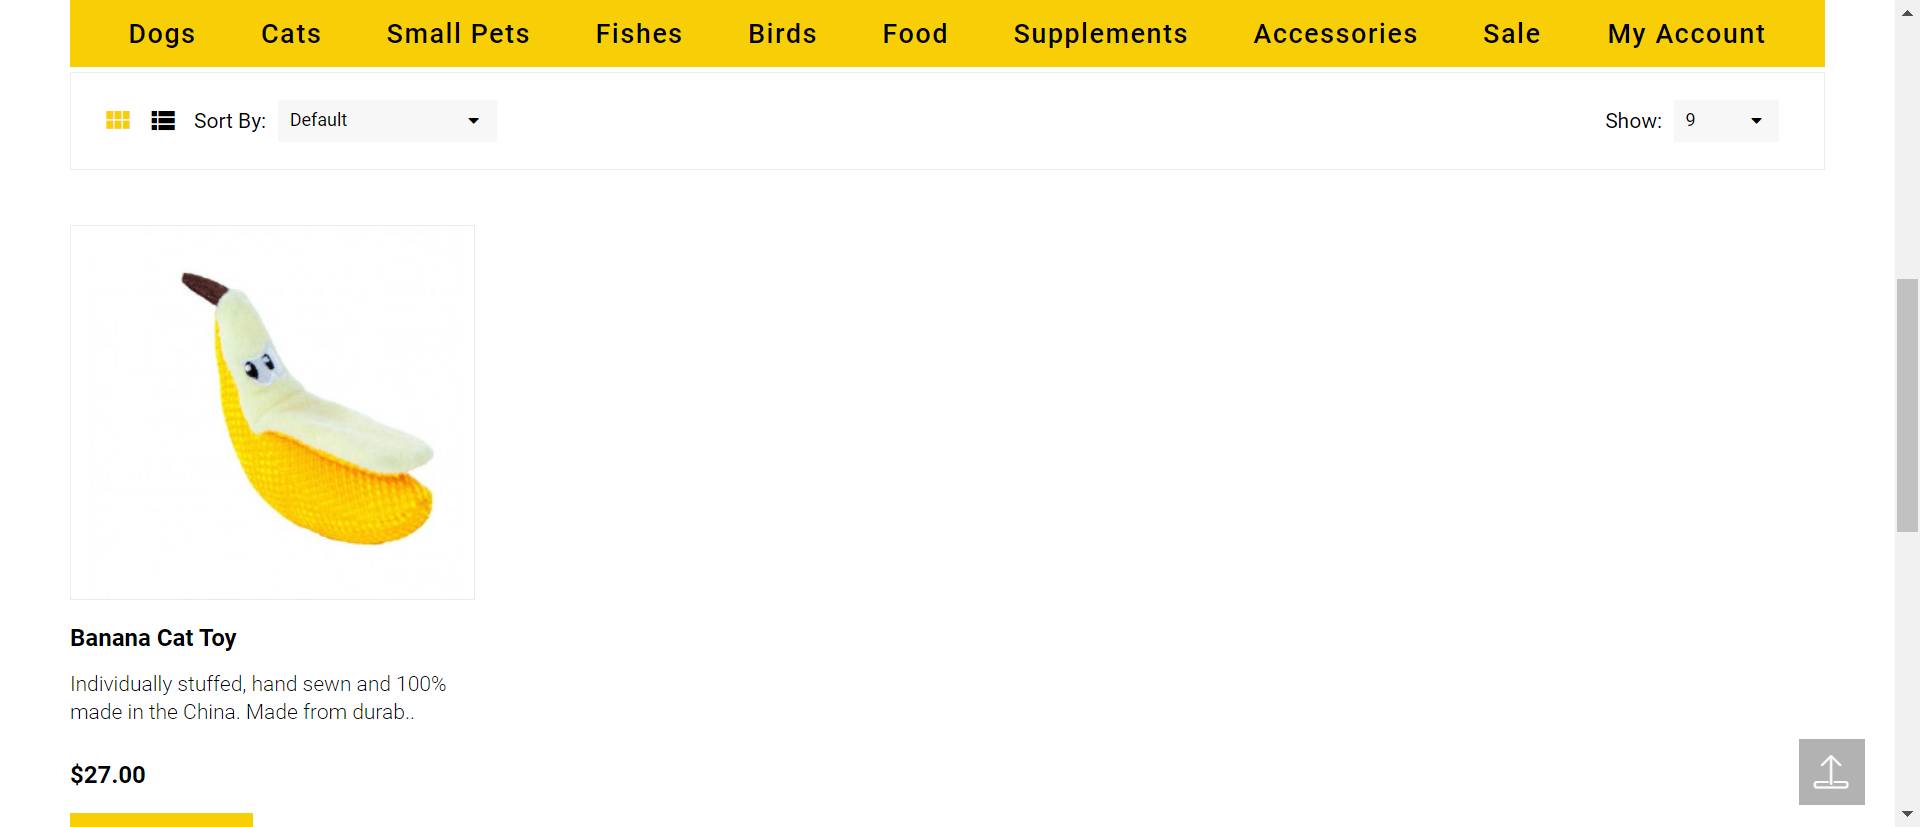 Dogs Cats Small Pets Fishes Birds Food Supplements Accessories Sale My Account
Sort By: Default Show: 9
Banana Cat Toy
Individually stuffed, hand sewn and 100%
made in the China. Made from durab..
$27.00